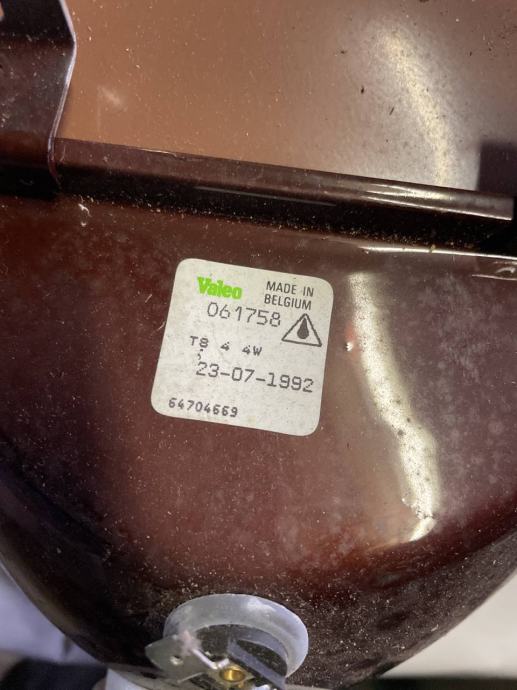 Valeo MADE IN
BELGIUM
061758
T8 4 4W
23-07-1992
64704669